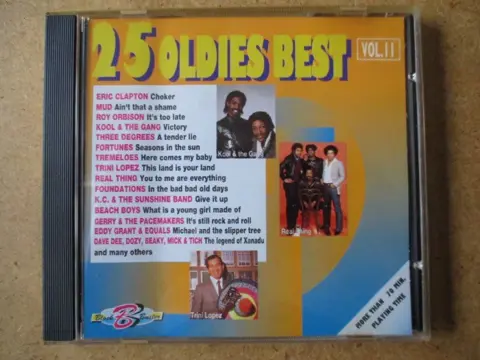 25 OLDIES BEST
VOL.II
ERIC CLAPTON Choker
MUD Ain't that a shame
ROY ORBISON It's too late
KOOL & THE GANG Victory
THREE DEGREES A tender lie
FORTUNES Seasons in the sun
TREMELOES Here comes my baby
TRINI LOPEZ This land is your land
REAL THING You to me are everything
FOUNDATIONS In the bad bad old days
K.C. & THE SUNSHINE BAND Give it up
BEACH BOYS What is a young girl made of
GERRY & THE PACEMAKERS It's still rock and roll
EDDY GRANT & EQUALS Michael and the slipper tree
DAVE DEE, DOZY, BEAKY, MICK & TICH The legend of Xanadu
and many others
Kool & the Gang
Real Thing
Trini Lopez
Black B Buster
MORE THAN 70 MIN.
PLAYING TIME